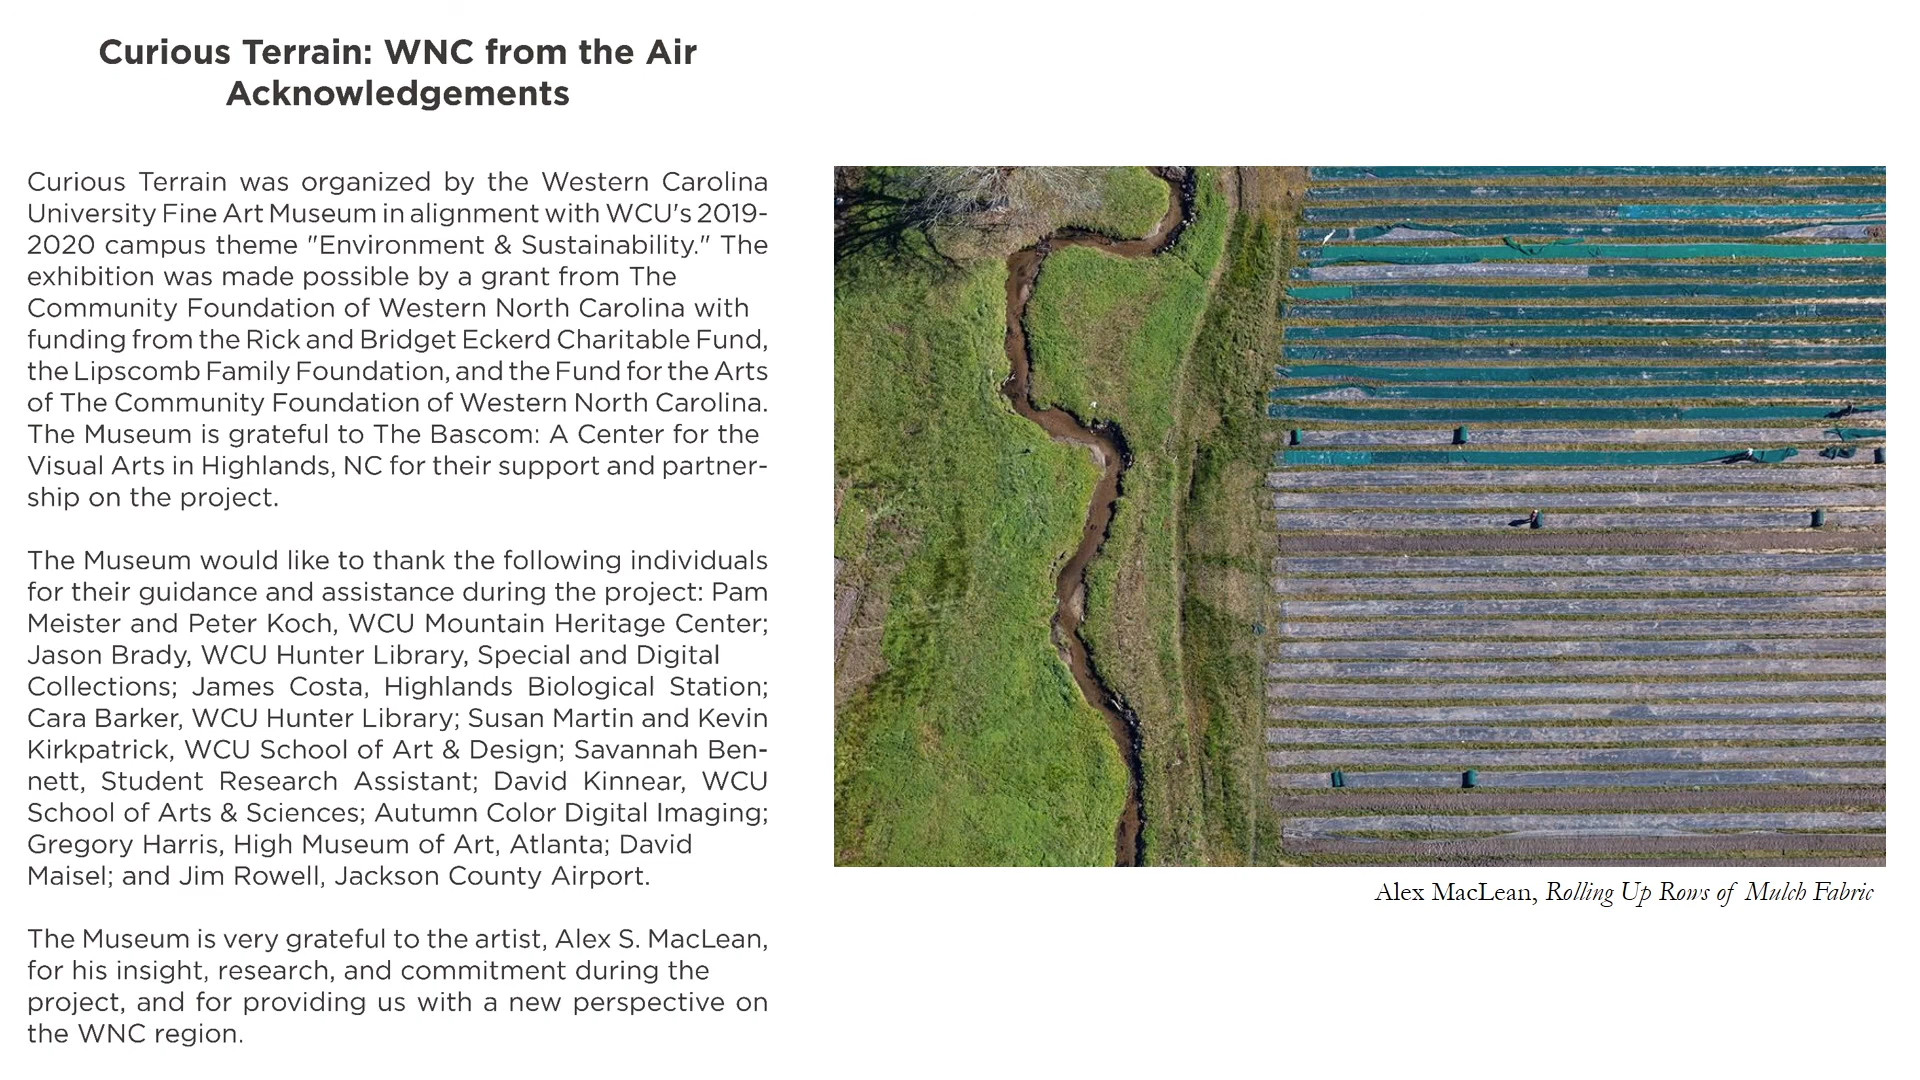 Curious Terrain: WNC from the Air
Acknowledgements
Curious Terrain was organized by the Western Carolina
University Fine Art Museum in alignment with WCU's 2019-
2020 campus theme "Environment & Sustainability." The
exhibition was made possible by a grant from The
Community Foundation of Western North Carolina with
funding from the Rick and Bridget Eckerd Charitable Fund,
the Lipscomb Family Foundation, and the Fund for the Arts
of The Community Foundation of Western North Carolina.
The Museum is grateful to The Bascom: A Center for the
Visual Arts in Highlands, NC for their support and partner-
ship on the project.
The Museum would like to thank the following individuals
for their guidance and assistance during the project: Pam
Meister and Peter Koch, WCU Mountain Heritage Center;
Jason Brady, WCU Hunter Library, Special and Digital
Collections; James Costa, Highlands Biological Station;
Cara Barker, WCU Hunter Library; Susan Martin and Kevin
Kirkpatrick, WCU School of Art & Design; Savannah Ben-
nett, Student Research Assistant; David Kinnear, WCU
School of Arts & Sciences; Autumn Color Digital Imaging;
Gregory Harris, High Museum of Art, Atlanta; David
Maisel; and Jim Rowell, Jackson County Airport.
The Museum is very grateful to the artist, Alex S. MacLean,
for his insight, research, and commitment during the
project, and for providing us with a new perspective on
the WNC region.
Alex MacLean, Rolling Up Rows of Mulch Fabric